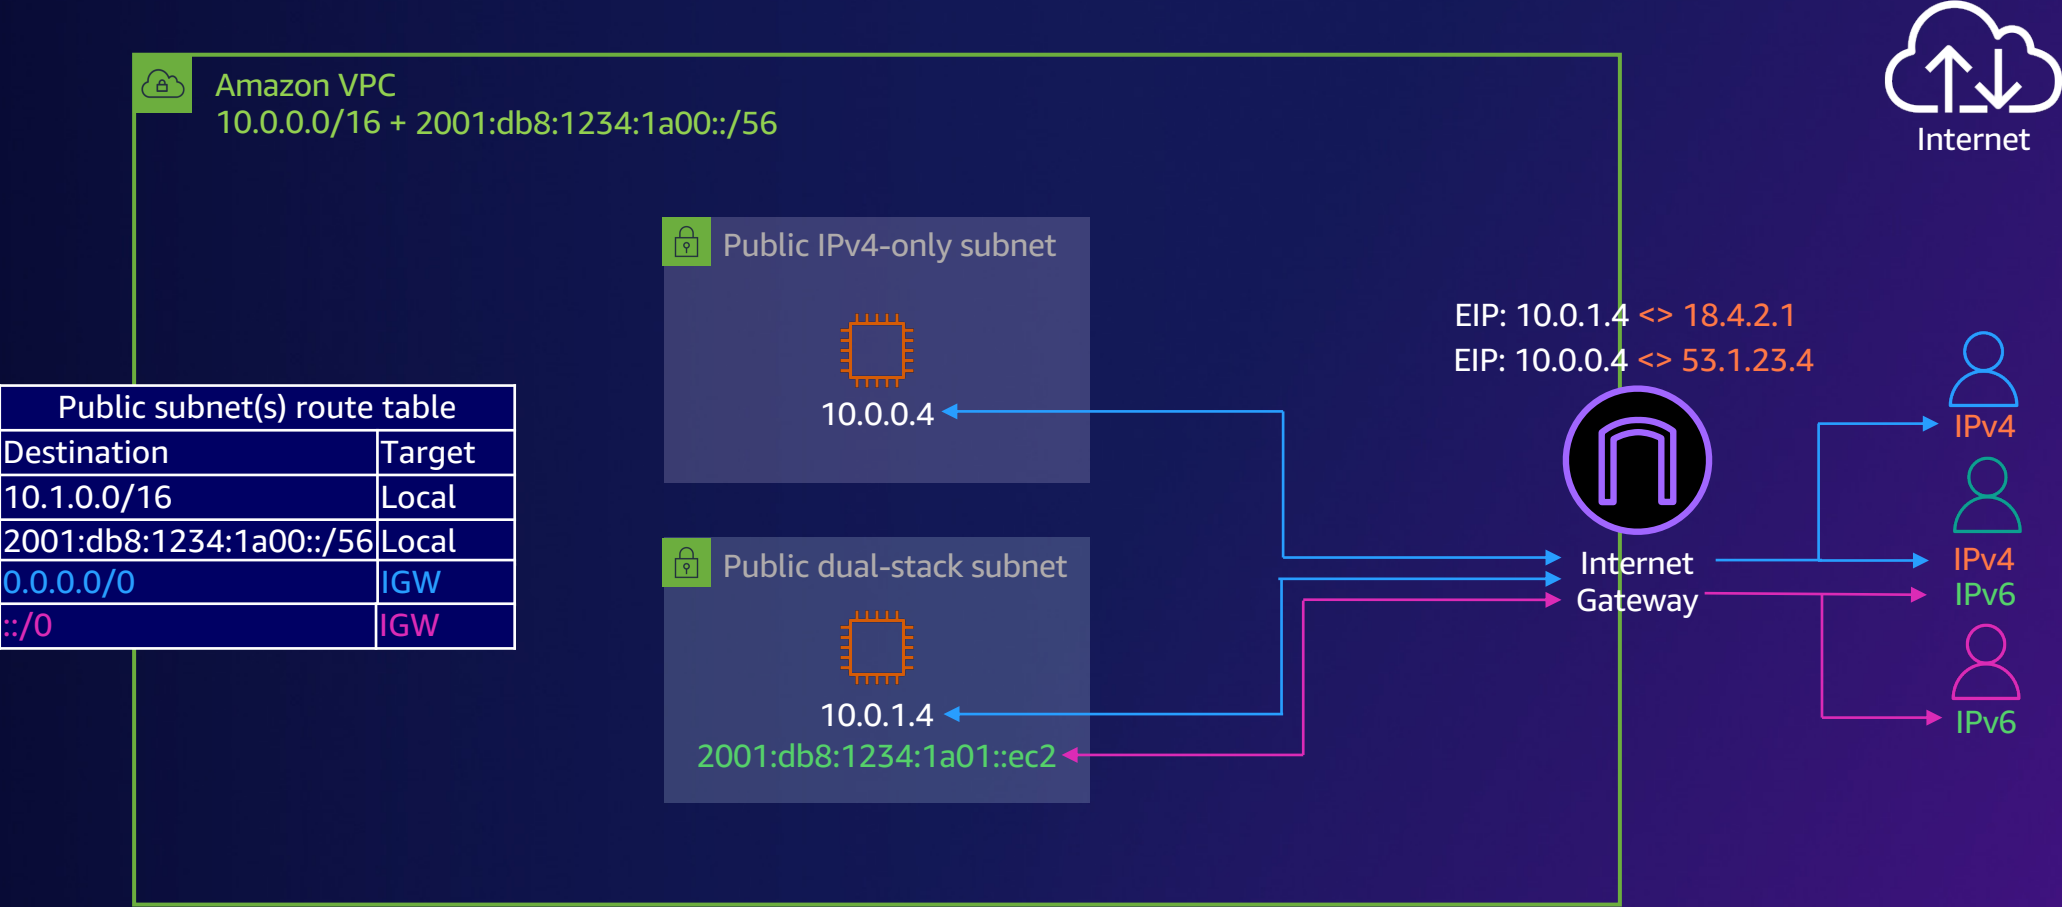 Amazon VPC
10.0.0.0/16 + 2001:db8:1234:1a00::/56
Internet
Public IPv4-only subnet
10.0.0.4
EIP: 10.0.1.4 <> 18.4.2.1
EIP: 10.0.0.4 <> 53.1.23.4
Public subnet(s) route table
Destination Target
10.1.0.0/16 Local
2001:db8:1234:1a00::/56 Local
0.0.0.0/0 IGW
::/0 IGW
Public dual-stack subnet
10.0.1.4
2001:db8:1234:1a01::ec2
Internet
Gateway
IPv4
IPv4
IPv6
IPv6